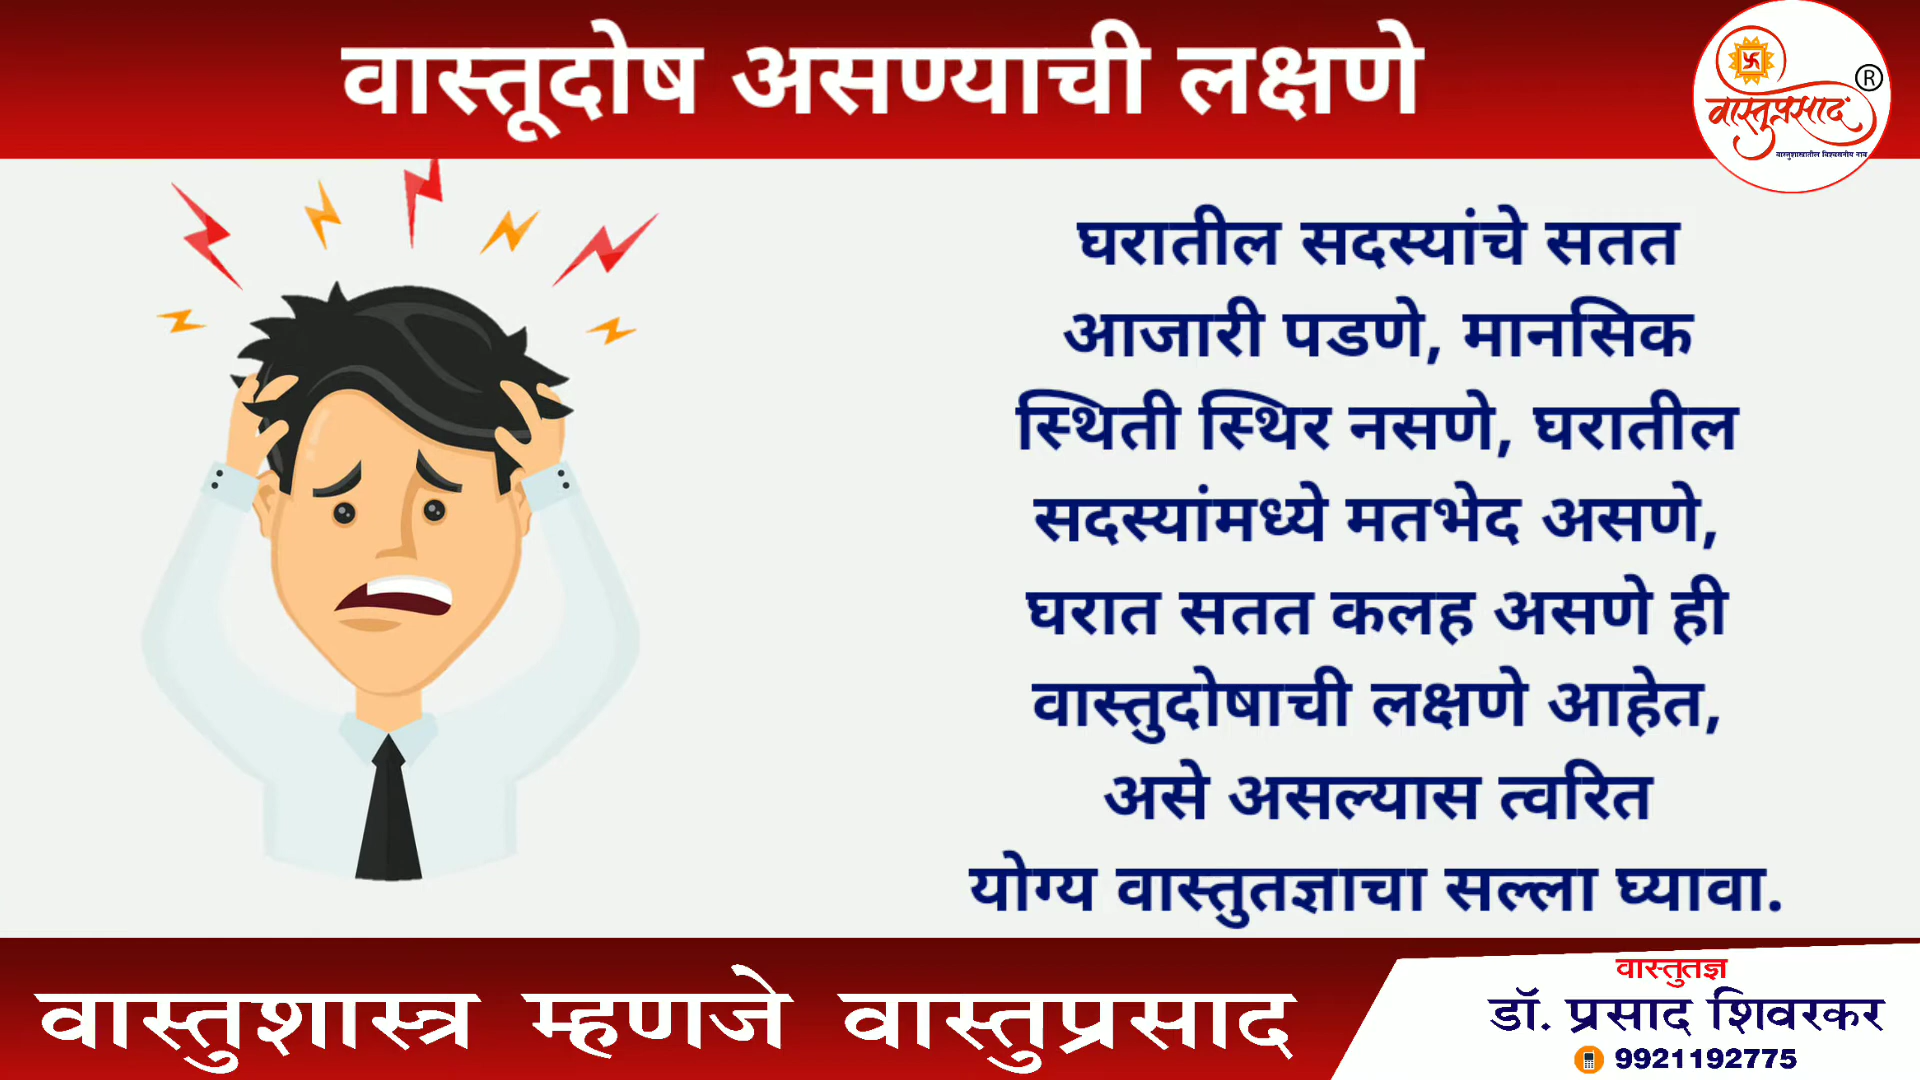 वास्तूदोष असण्याची लक्षणे
वास्तुप्रसाद ®
वास्तुशास्त्रातील विश्वसनीय नाव
घरातील सदस्यांचे सतत
आजारी पडणे, मानसिक
स्थिती स्थिर नसणे, घरातील
सदस्यांमध्ये मतभेद असणे,
घरात सतत कलह असणे ही
वास्तुदोषाची लक्षणे आहेत,
असे असल्यास त्वरित
योग्य वास्तुतज्ञाचा सल्ला घ्यावा.
वास्तुशास्त्र म्हणजे वास्तुप्रसाद
वास्तुतज्ञ
डॉ. प्रसाद शिवरकर
9921192775